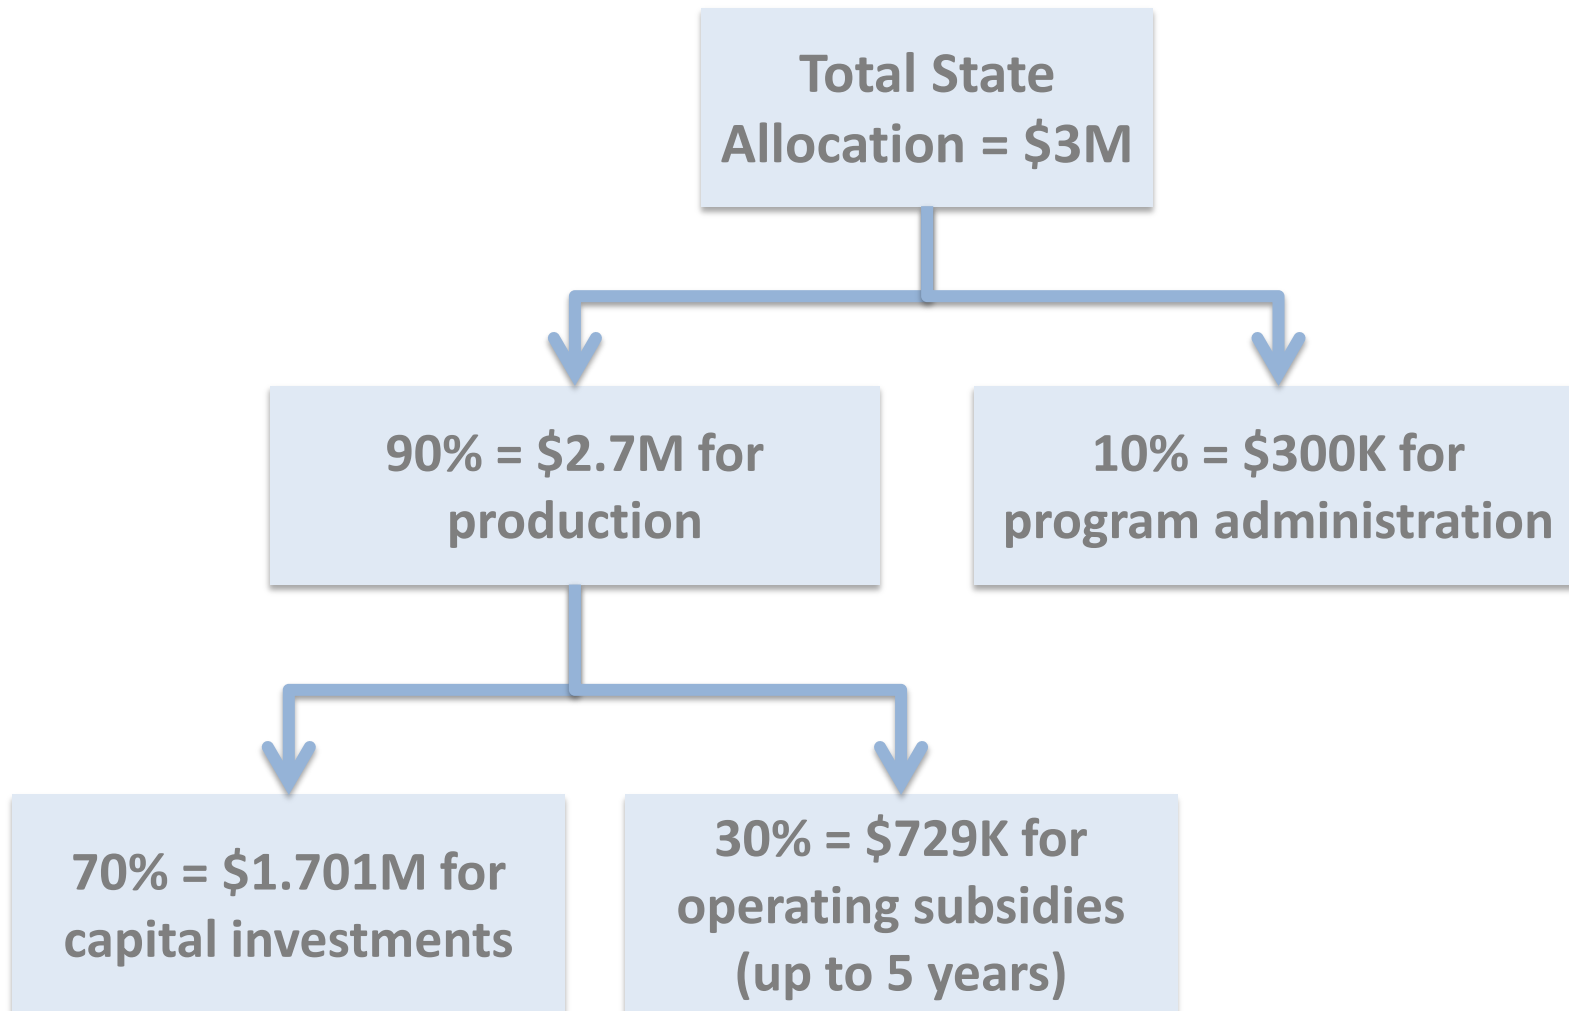 Total State
Allocation = $3M
90% = $2.7M for
production
10% = $300K for
program administration
70% = $1.701M for
capital investments
30% = $729K for
operating subsidies
(up to 5 years)